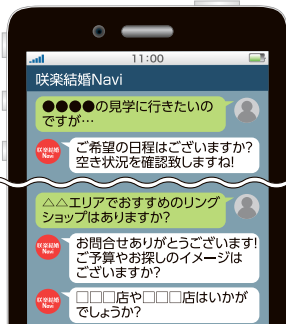 11:00
咲楽結婚Navi
●●●●の見学に行きたいの
ですが…
咲楽結婚
Navi
ご希望の日程はございますか?
空き状況を確認致しますね!
△△エリアでおすすめのリング
ショップはありますか?
咲楽結婚
Navi
お問合せありがとうございます!
ご予算やお探しのイメージは
ございますか?
咲楽結婚
Navi
□□□店や□□□店はいかが
でしょうか?